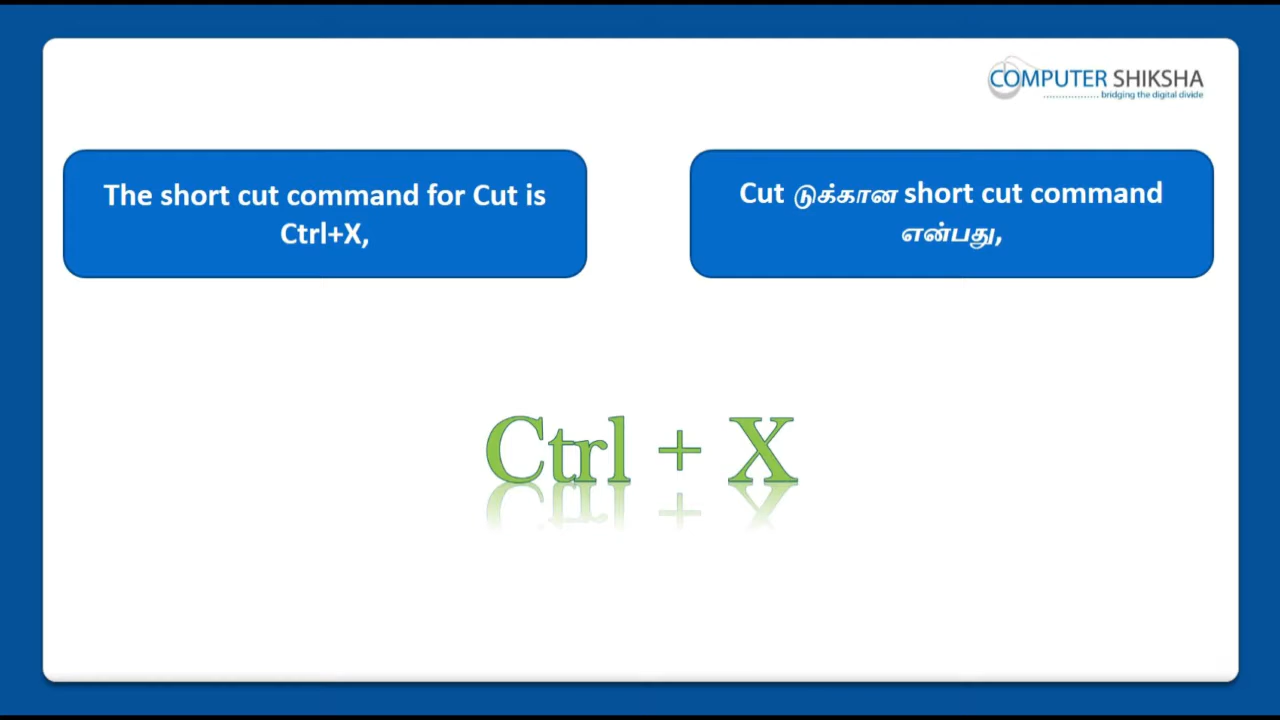 COMPUTER SHIKSHA
bridging the digital divide
The short cut command for Cut is
Ctrl+X,
Cut டுக்கான short cut command
என்பது,
Ctrl + X